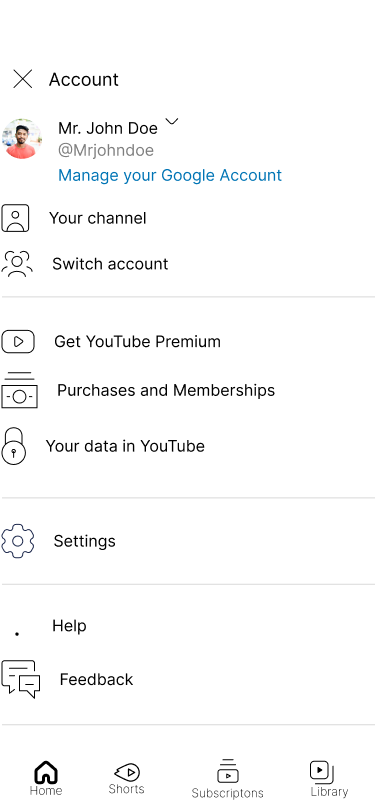 Account
Mr. John Doe
@Mrjohndoe
Manage your Google Account
Your channel
Switch account
Get YouTube Premium
Purchases and Memberships
Your data in YouTube
Settings
Help
Feedback
Home
Shorts
Subscriptons
Library